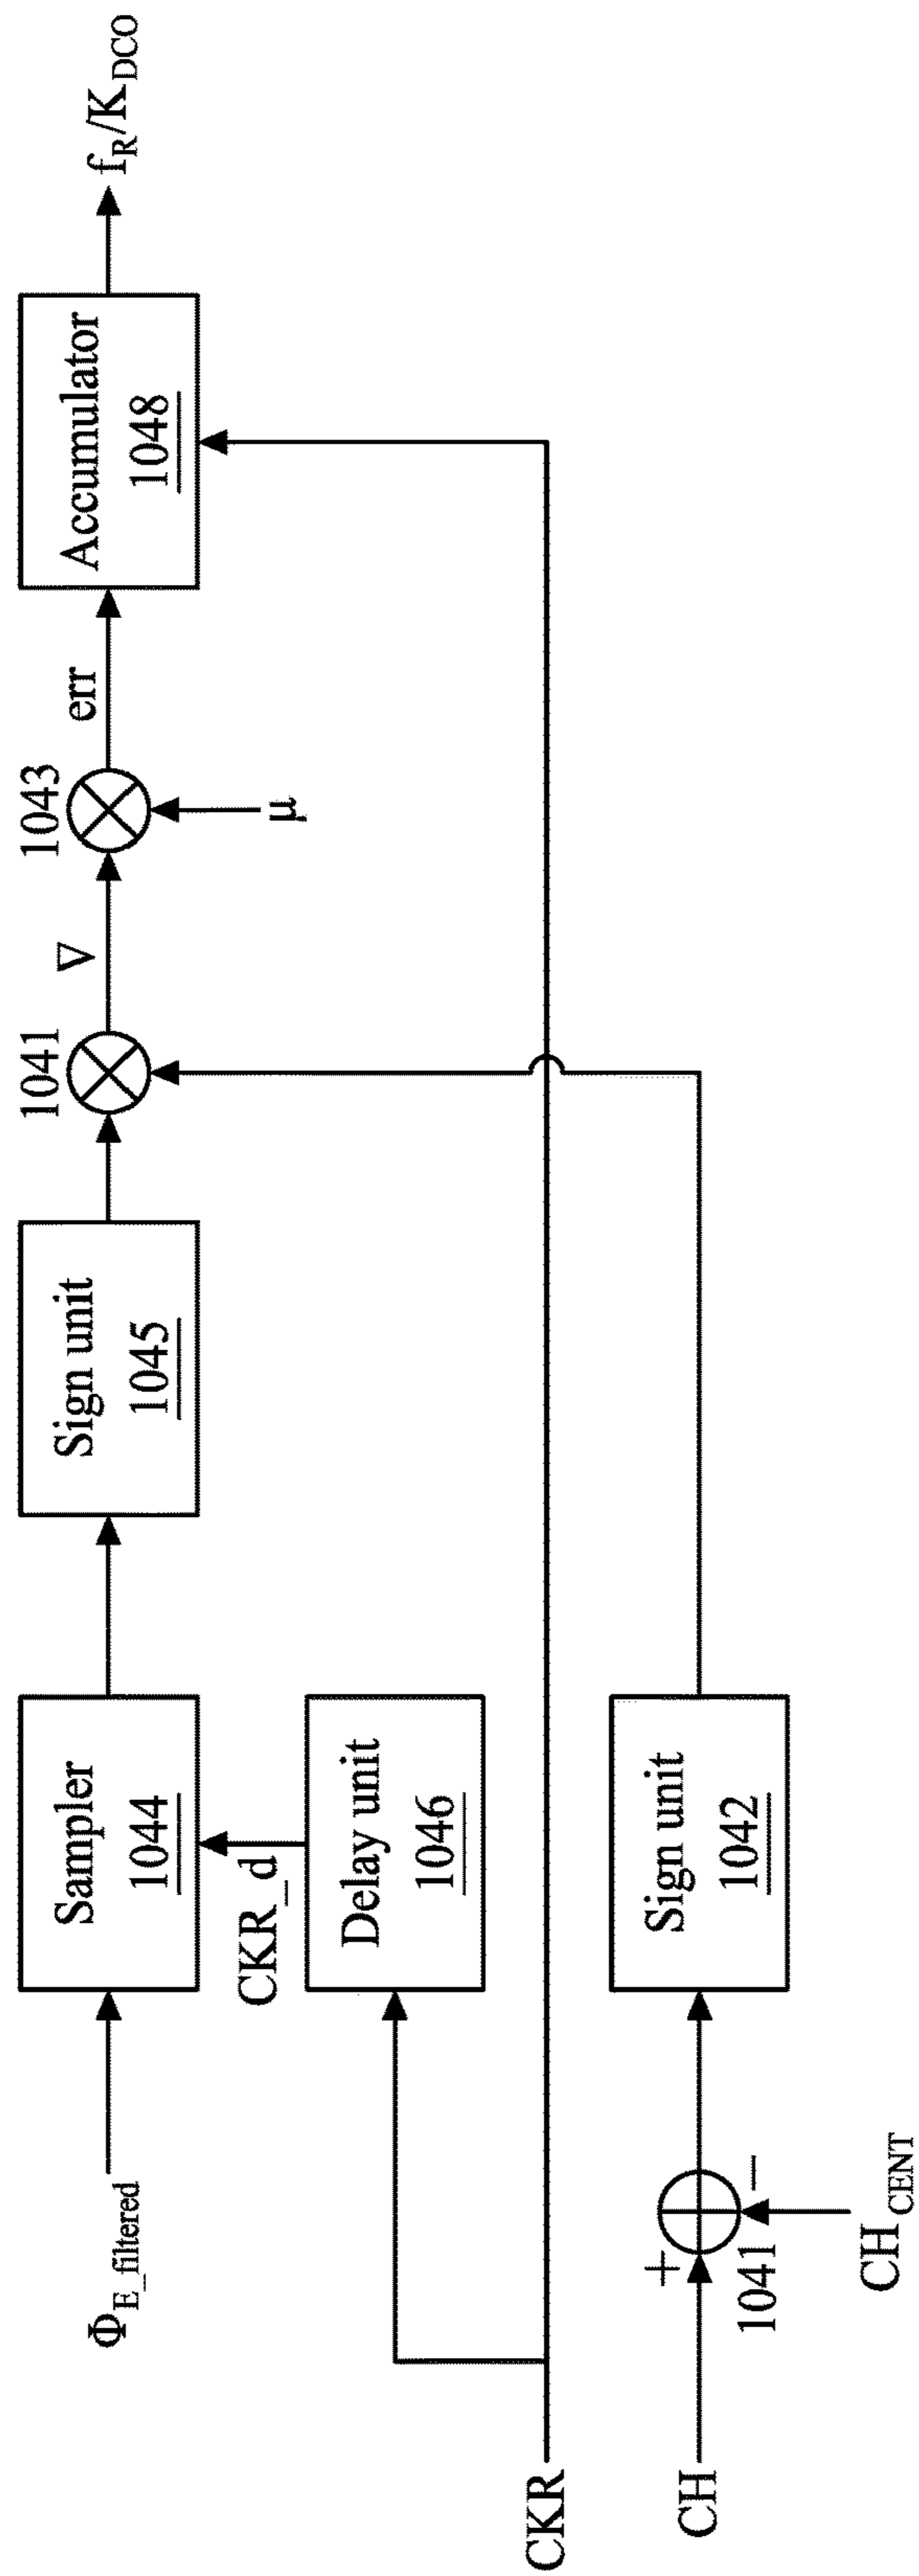 Φ_E_filtered
Sampler
1044
Sign unit
1045
1041
∇
1043
μ
err
Accumulator
1048
f_R/K_DCO
CKR_d
Delay unit
1046
CKR
CH
+
−
1041
CH_CENT
Sign unit
1042